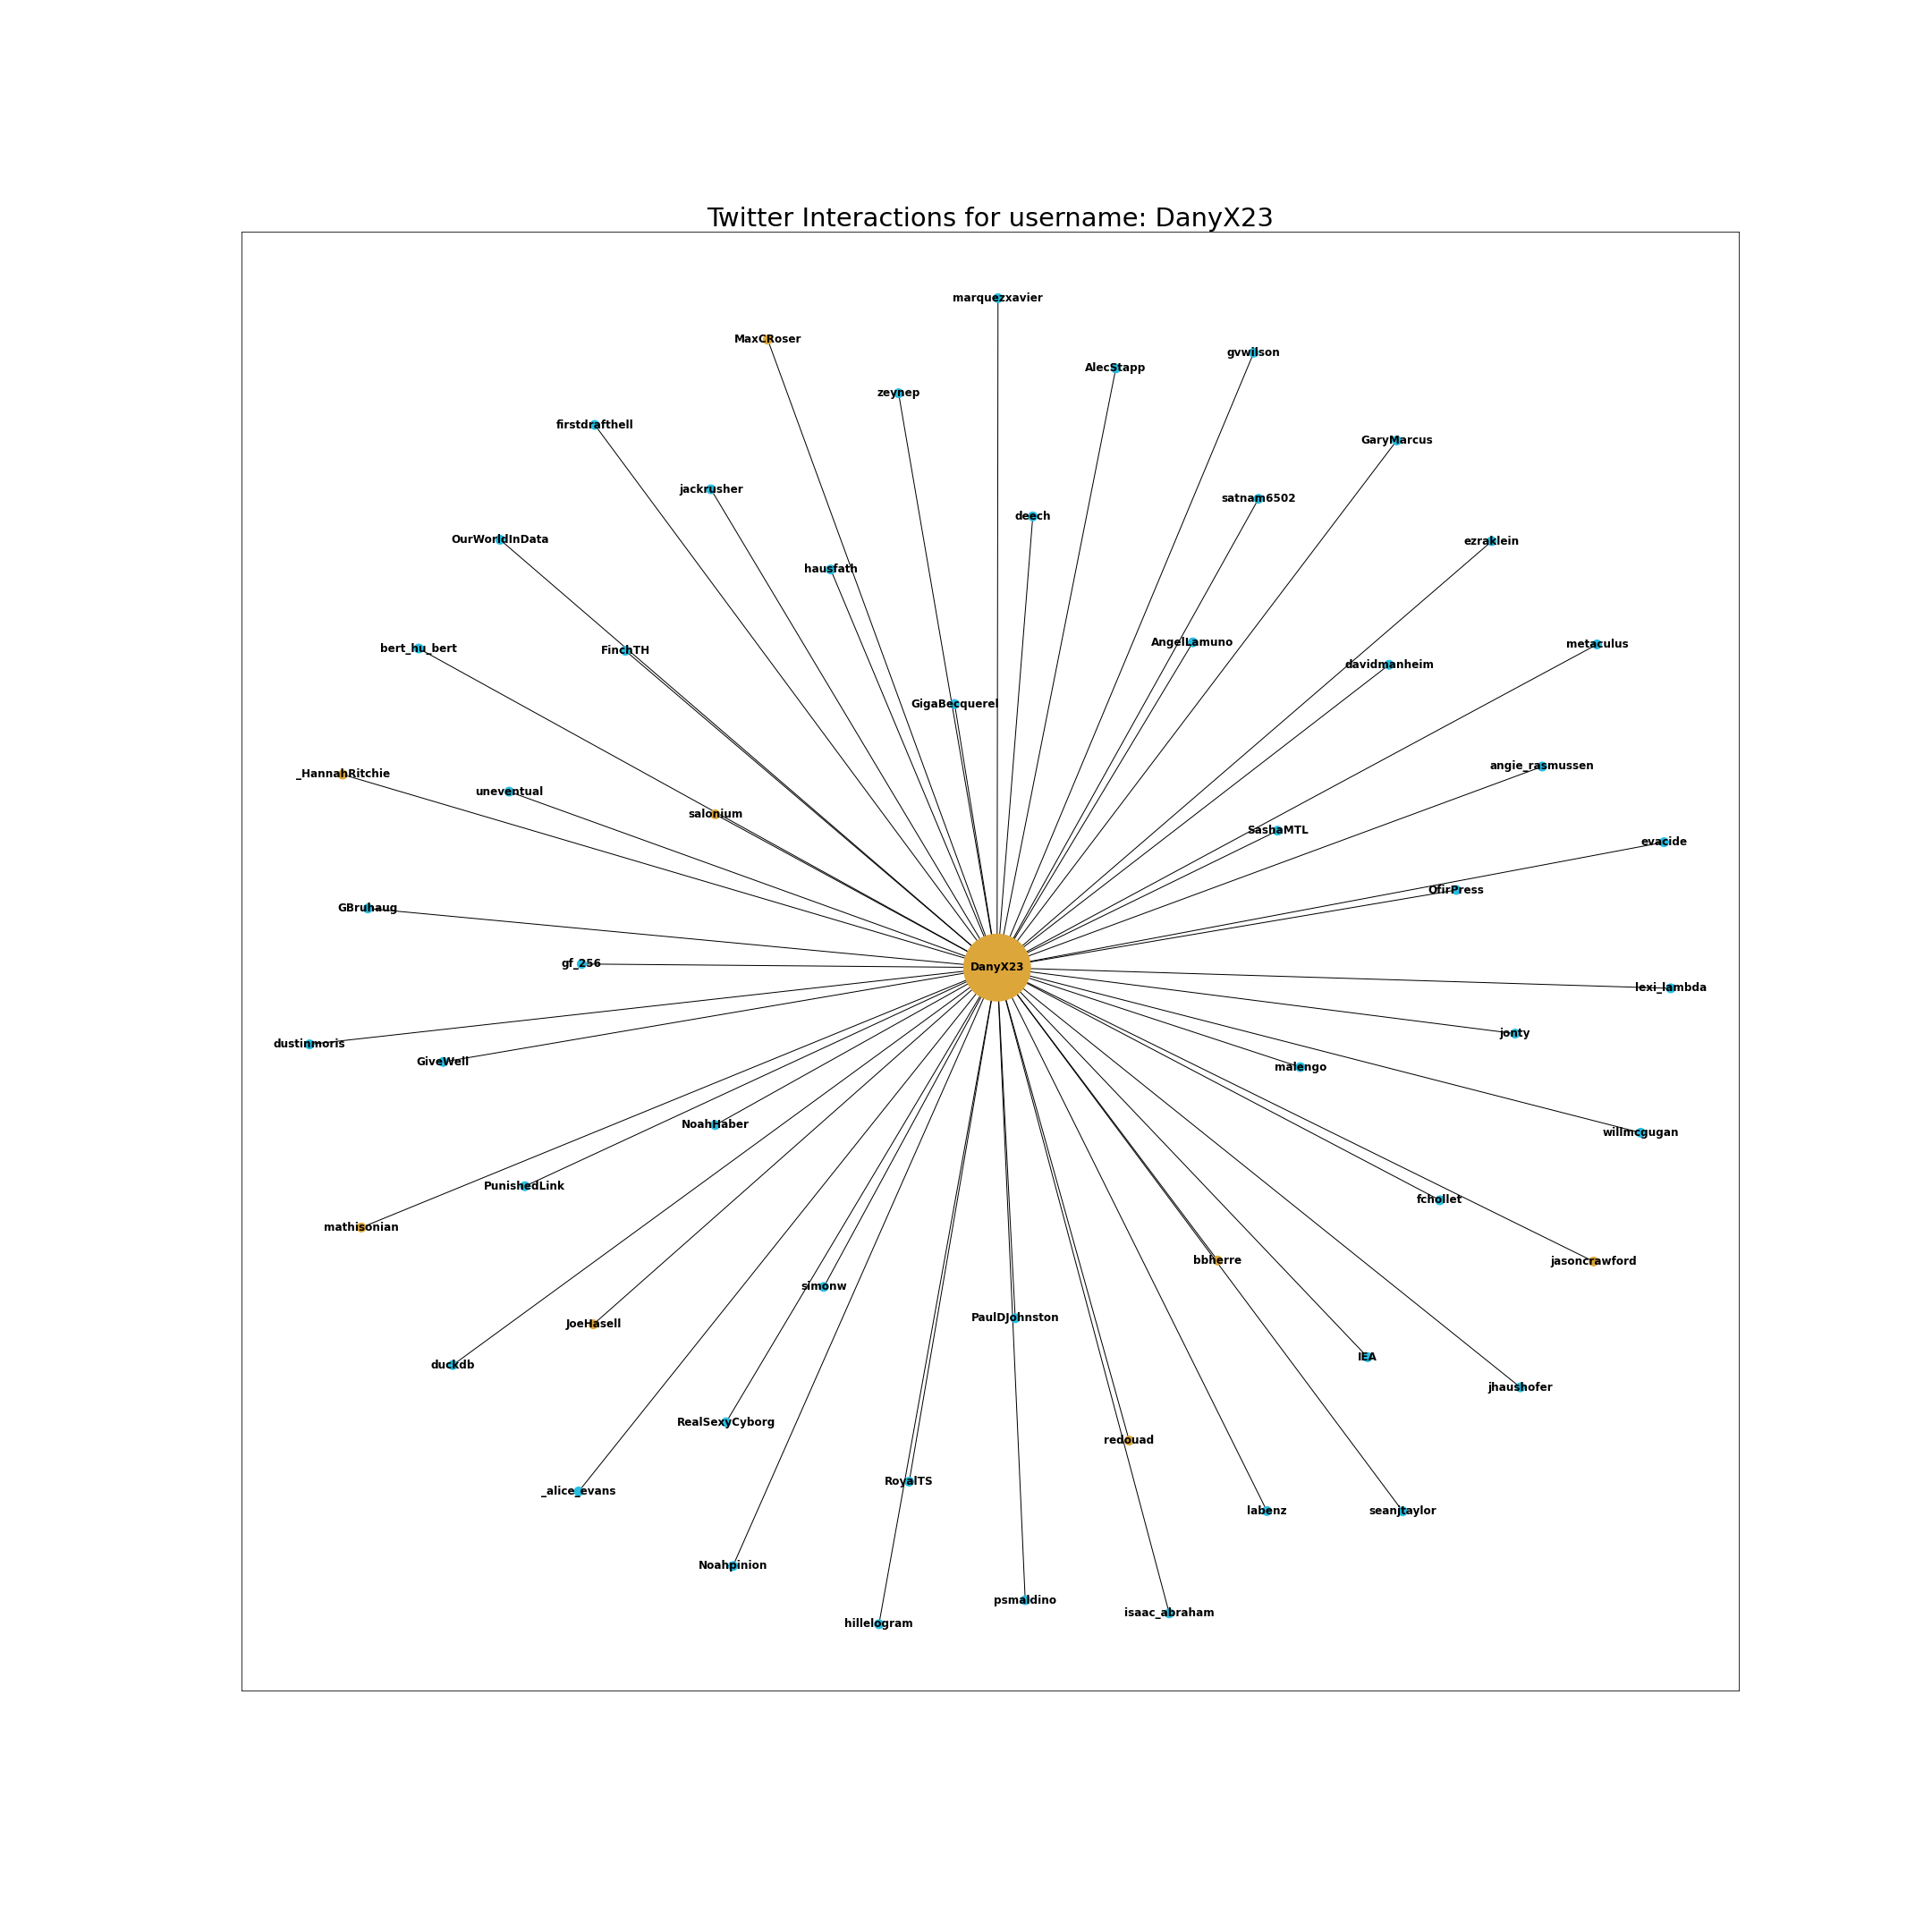 Twitter Interactions for username: DanyX23
marquezxavier
MaxCRoser
gvwilson
AlecStapp
zeynep
firstdrafthell
GaryMarcus
jackrusher
satnam6502
deech
OurWorldInData
ezraklein
hausfath
AngelLamuno
metaculus
bert_hu_bert
FinchTH
davidmanheim
GigaBecquerel
angie_rasmussen
_HannahRitchie
uneventual
salonium
SashaMTL
evacide
OfirPress
GBruhaug
gf_256
DanyX23
lexi_lambda
jonty
dustinmoris
GiveWell
malengo
NoahHaber
willmcgugan
PunishedLink
fchollet
mathisonian
bbherre
jasoncrawford
simonw
PaulDJohnston
JoeHasell
IEA
duckdb
jhaushofer
RealSexyCyborg
redouad
RoyalTS
_alice_evans
labenz
seanjtaylor
Noahpinion
psmaldino
isaac_abraham
hillelogram